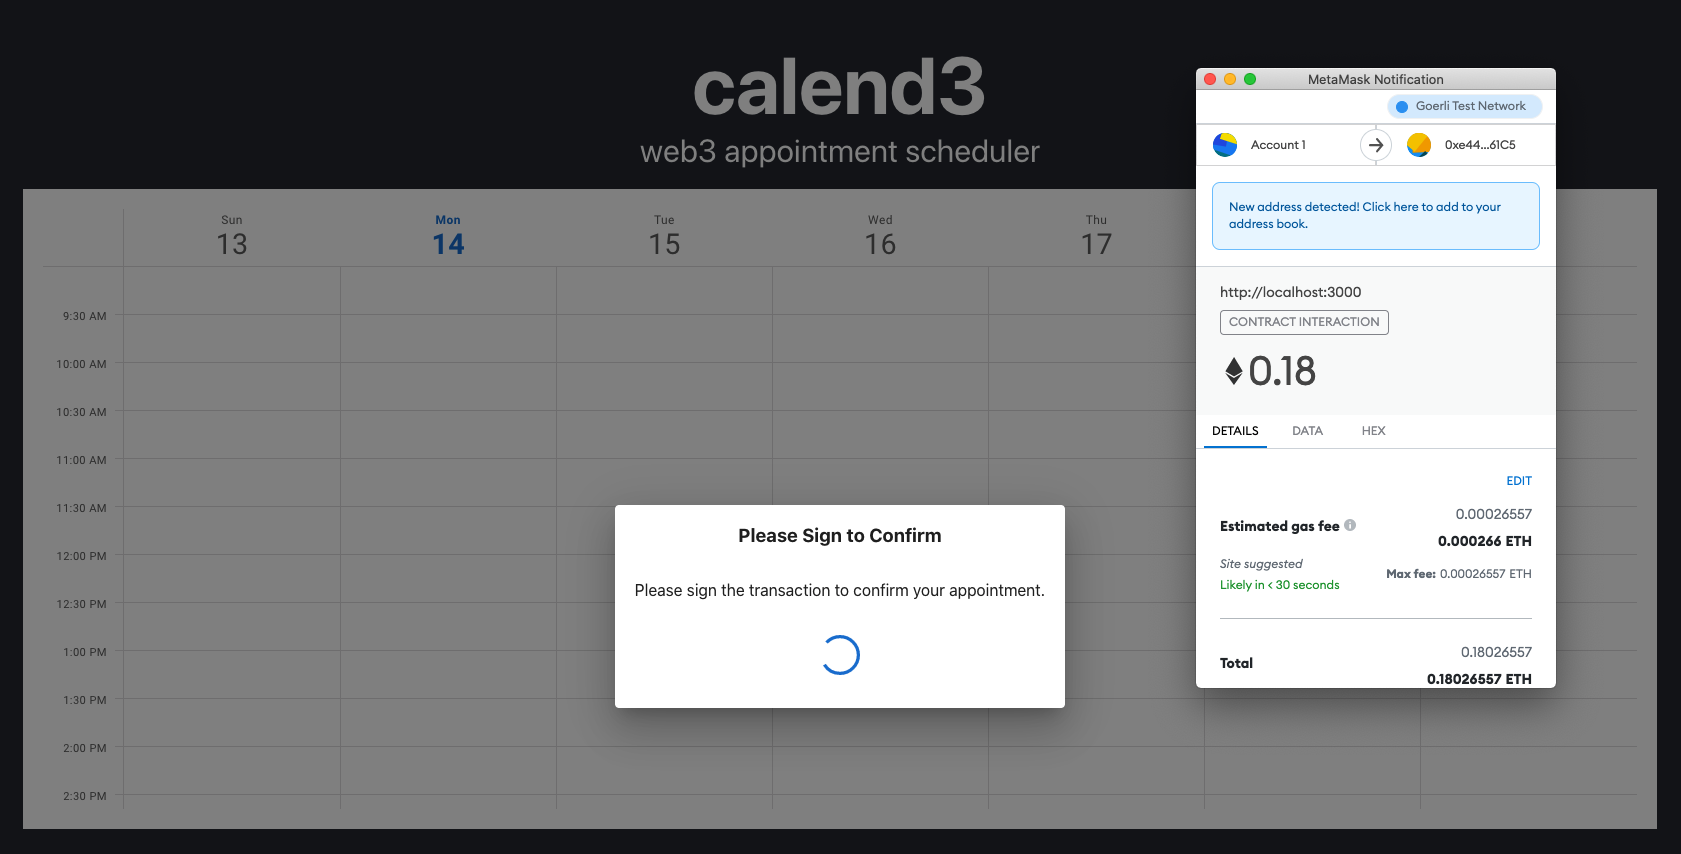 calend3
web3 appointment scheduler
Sun
13
Mon
14
Tue
15
Wed
16
Thu
17
9:30 AM
10:00 AM
10:30 AM
11:00 AM
11:30 AM
12:00 PM
12:30 PM
1:00 PM
1:30 PM
2:00 PM
2:30 PM
Please Sign to Confirm
Please sign the transaction to confirm your appointment.
MetaMask Notification
Goerli Test Network
Account 1
0xe44...61C5
New address detected! Click here to add to your
address book.
http://localhost:3000
CONTRACT INTERACTION
0.18
DETAILS DATA HEX
EDIT
0.00026557
Estimated gas fee
0.000266 ETH
Site suggested
Max fee: 0.00026557 ETH
Likely in < 30 seconds
0.18026557
Total
0.18026557 ETH